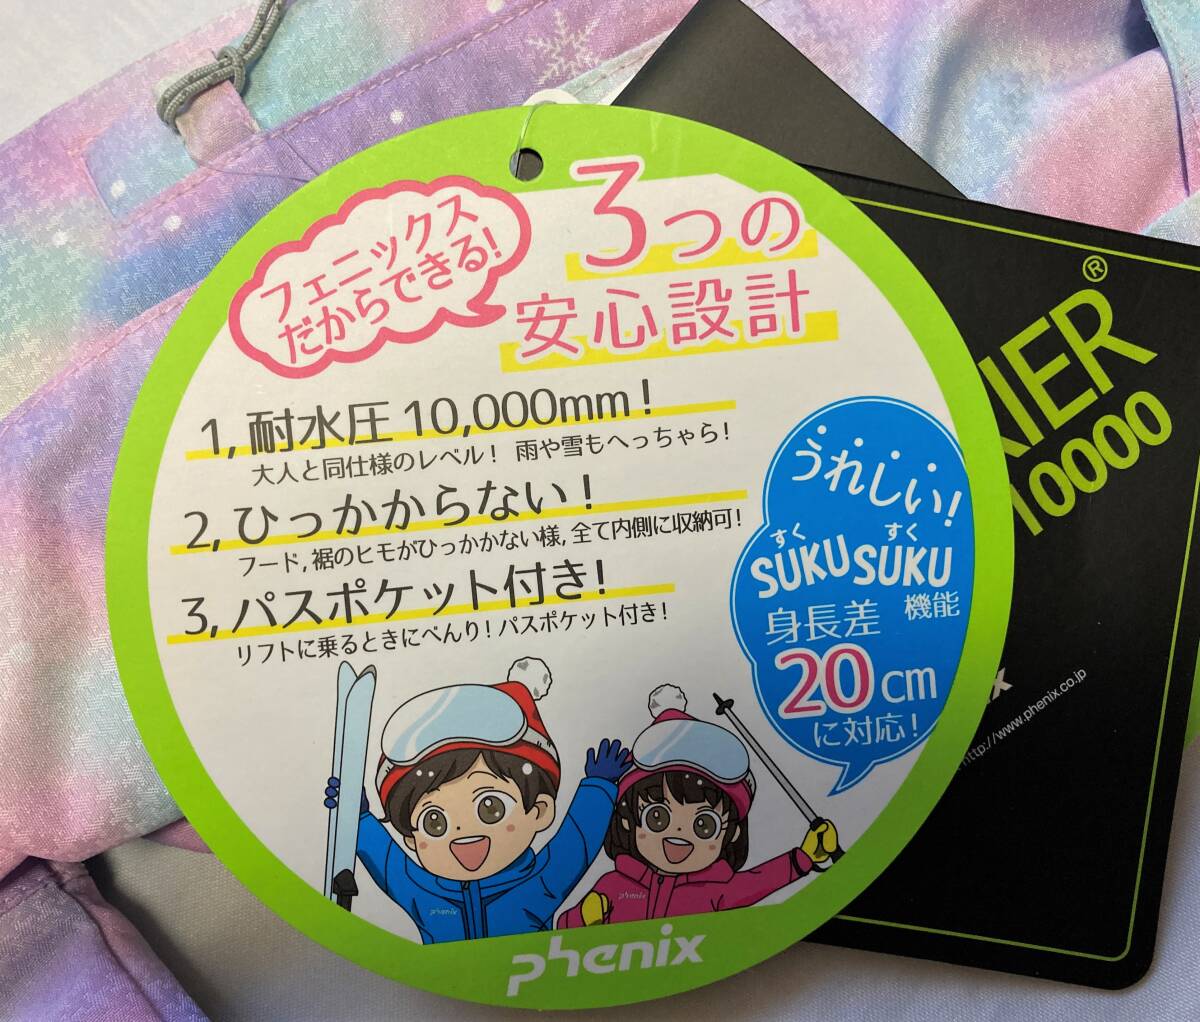 フェニックス
だからできる!
3つの
安心設計
1, 耐水圧 10,000mm!
大人と同仕様のレベル! 雨や雪もへっちゃら!
2, ひっかからない!
フード, 裾のヒモがひっかかない様, 全て内側に収納可!
3, パスポケット付き!
リフトに乗るときにべんり! パスポケット付き!
うれしい!
すく すく
SUKUSUKU
機能
身長差
20cm
に対応!
phenix
phenix
phenix
®
10000
http://www.phenix.co.jp